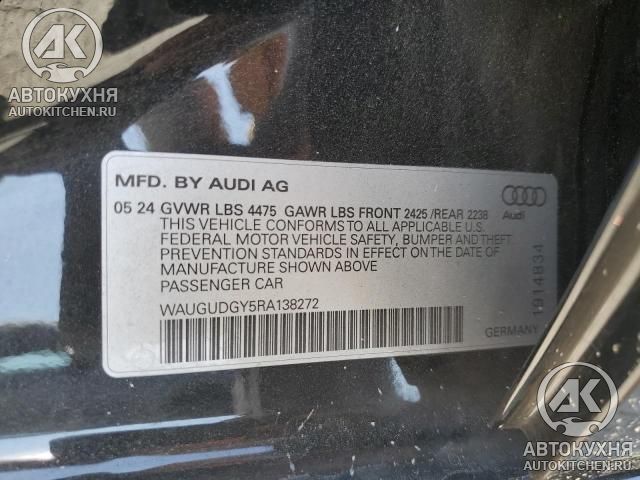 АК
АВТОКУХНЯ
AUTOKITCHEN.RU
MFD. BY AUDI AG
05 24 GVWR LBS 4475 GAWR LBS FRONT 2425 /REAR 2238
THIS VEHICLE CONFORMS TO ALL APPLICABLE U.S.
FEDERAL MOTOR VEHICLE SAFETY, BUMPER AND THEFT
PREVENTION STANDARDS IN EFFECT ON THE DATE OF
MANUFACTURE SHOWN ABOVE
PASSENGER CAR
WAUGUDGY5RA138272
Audi
1914834
GERMANY
АК
АВТОКУХНЯ
AUTOKITCHEN.RU